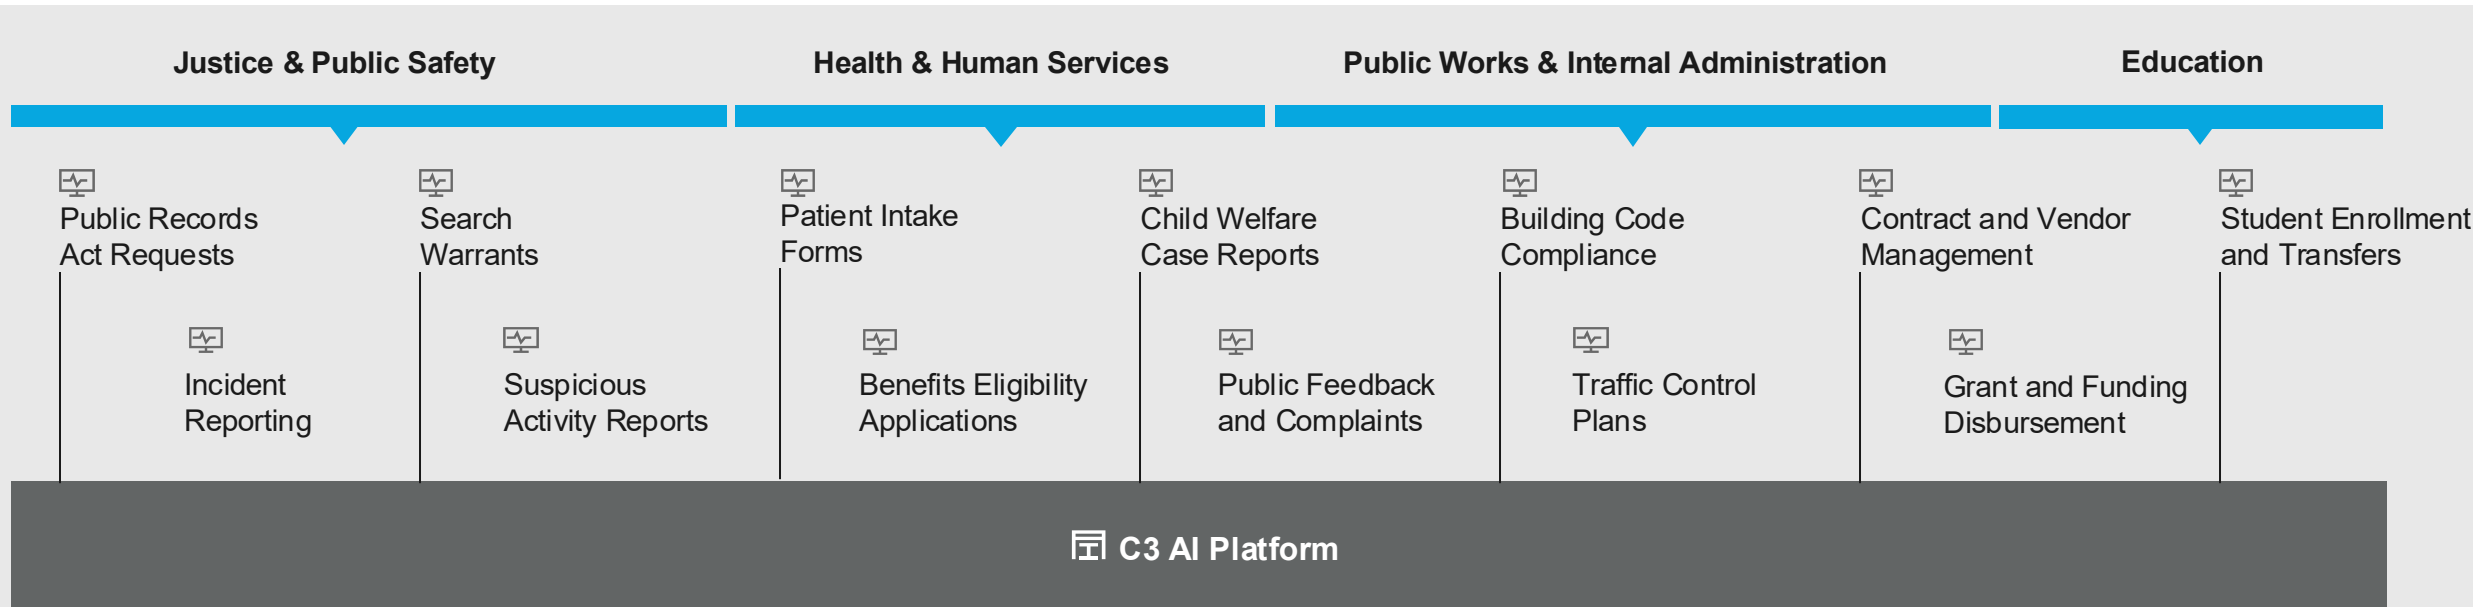 Justice & Public Safety
Health & Human Services
Public Works & Internal Administration
Education
Public Records
Act Requests
Search
Warrants
Patient Intake
Forms
Child Welfare
Case Reports
Building Code
Compliance
Contract and Vendor
Management
Student Enrollment
and Transfers
Incident
Reporting
Suspicious
Activity Reports
Benefits Eligibility
Applications
Public Feedback
and Complaints
Traffic Control
Plans
Grant and Funding
Disbursement
C3 AI Platform